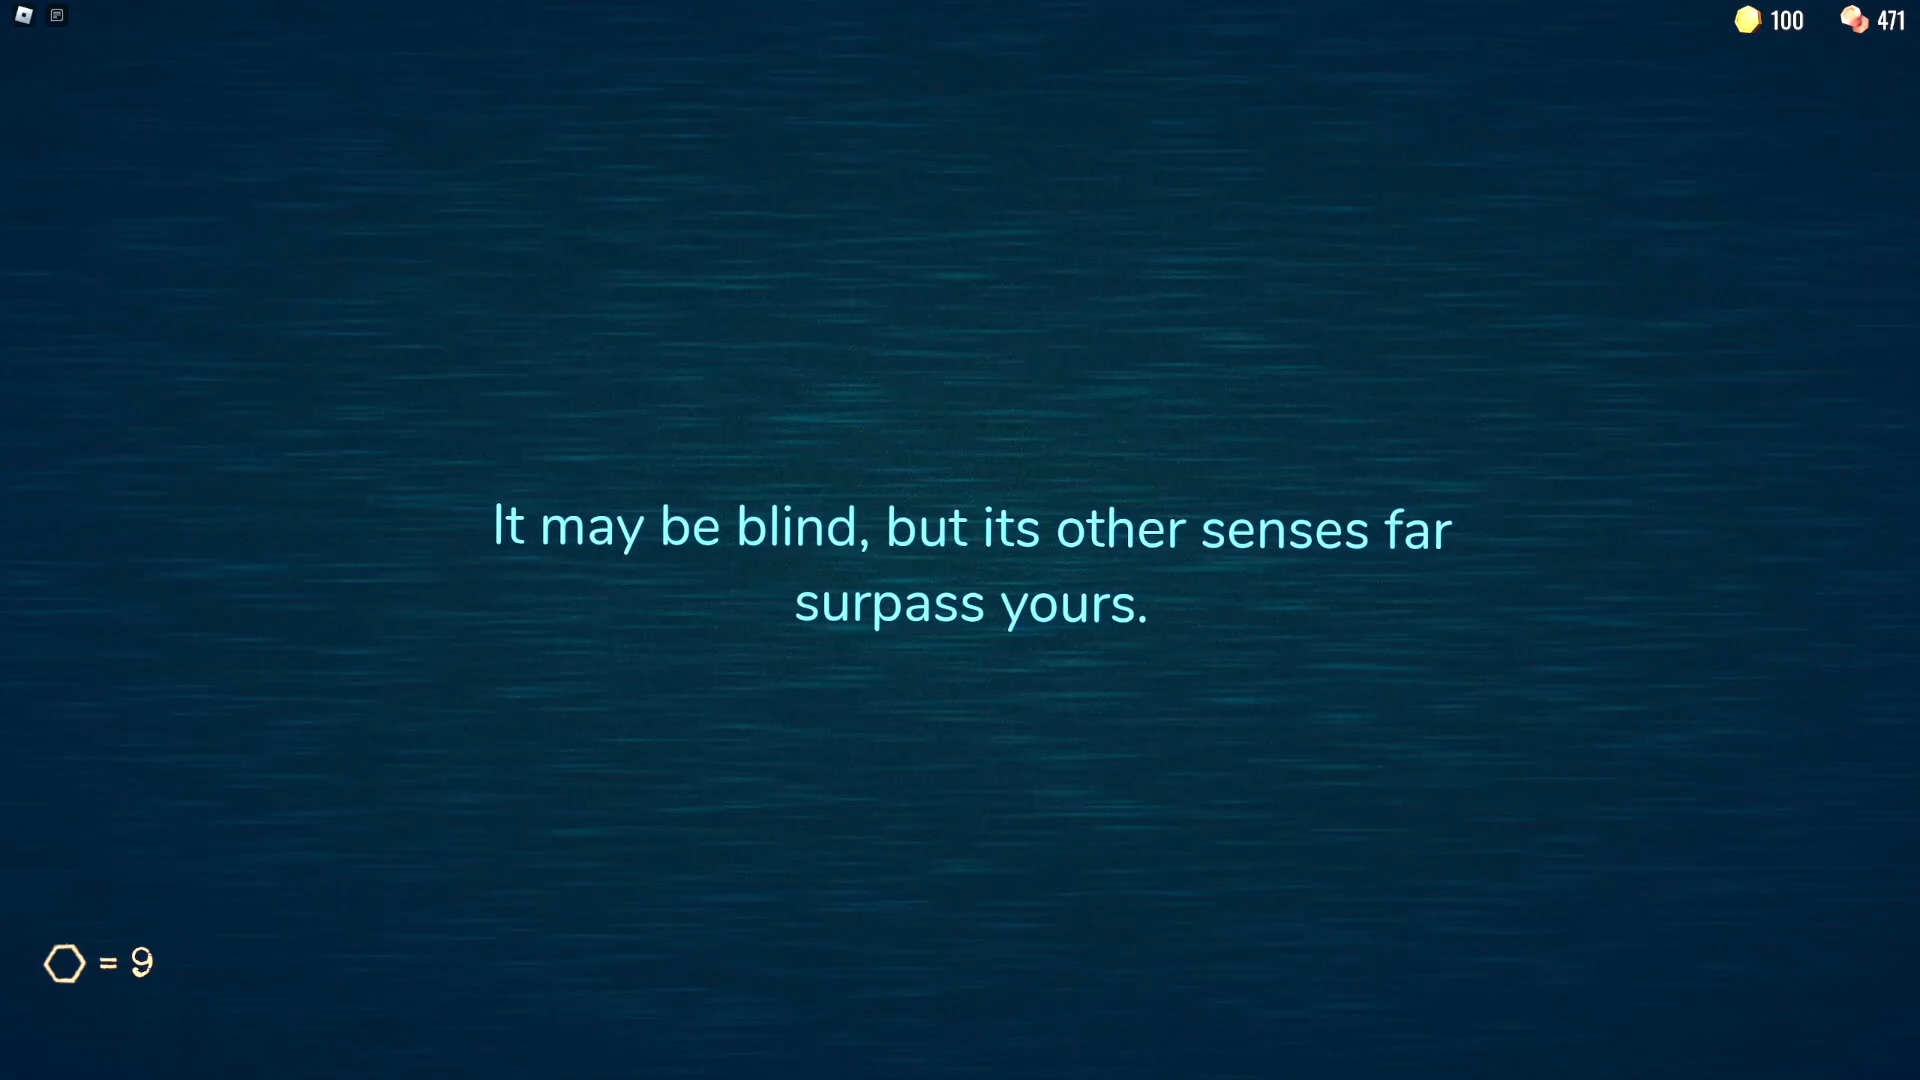 100 471
It may be blind, but its other senses far
surpass yours.
= 9